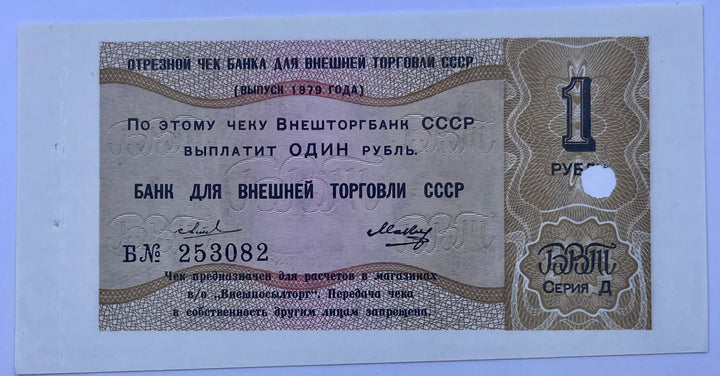 ОТРЕЗНОЙ ЧЕК БАНКА ДЛЯ ВНЕШНЕЙ ТОРГОВЛИ СССР
(ВЫПУСК 1979 ГОДА)
ПО ЭТОМУ ЧЕКУ ВНЕШТОРГБАНК СССР
ВЫПЛАТИТ ОДИН РУБЛЬ.
БАНК ДЛЯ ВНЕШНЕЙ ТОРГОВЛИ СССР
Б№ 253082
Чек предназначен для расчетов в магазинах
в/о „Внешпосылторг". Передача чека
в собственность другим лицам запрещена.
1
БВТ
СЕРИЯ Д